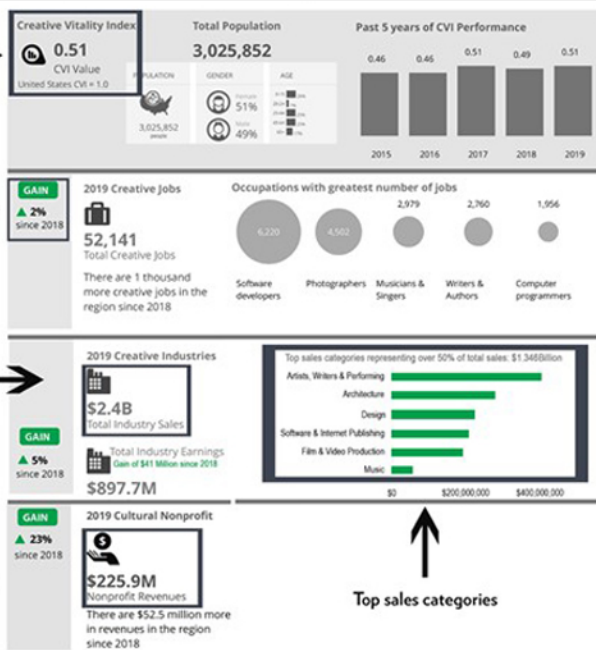 Creative Vitality Index
0.51
CVI Value
United States CVI = 1.0
Total Population
3,025,852
POPULATION
3,025,852
people
GENDER
Female
51%
Male
49%
AGE
Past 5 years of CVI Performance
0.46
0.46
0.51
0.49
0.51
2015
2016
2017
2018
2019
GAIN
2%
since 2018
2019 Creative Jobs
52,141
Total Creative Jobs
There are 1 thousand
more creative jobs in the
region since 2018
Occupations with greatest number of jobs
6,220
4,502
2,979
2,760
1,956
Software
developers
Photographers
Musicians &
Singers
Writers &
Authors
Computer
programmers
GAIN
5%
since 2018
2019 Creative Industries
$2.4B
Total Industry Sales
Total Industry Earnings
Gain of $41 Million since 2018
$897.7M
Top sales categories representing over 50% of total sales: $1.346Billion
Artists, Writers & Performing
Architecture
Design
Software & Internet Publishing
Film & Video Production
Music
$0
$200,000,000
$400,000,000
Top sales categories
GAIN
23%
since 2018
2019 Cultural Nonprofit
$225.9M
Nonprofit Revenues
There are $52.5 million more
in revenues in the region
since 2018